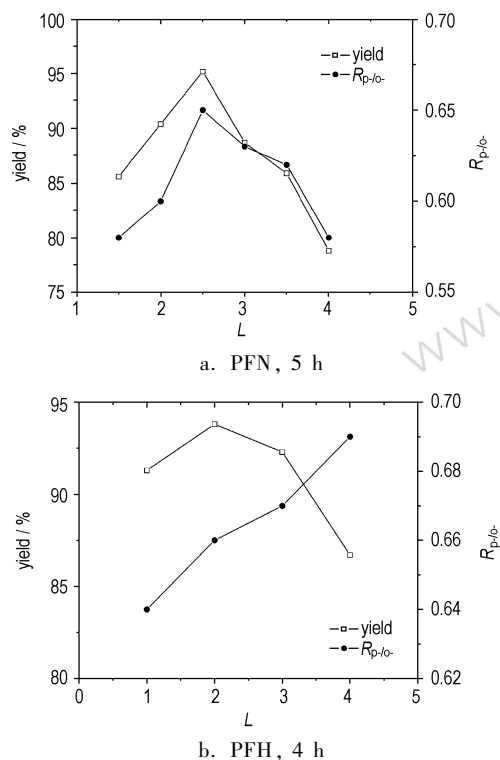 100
95
90
85
80
75
yield / %
yield
Rp-/o-
0.70
0.65
0.60
0.55
Rp-/o-
1 2 3 4 5
L
a. PFN, 5 h
www
95
90
85
80
yield / %
yield
Rp-/o-
0.70
0.68
0.66
0.64
0.62
Rp-/o-
0 1 2 3 4 5
L
b. PFH, 4 h